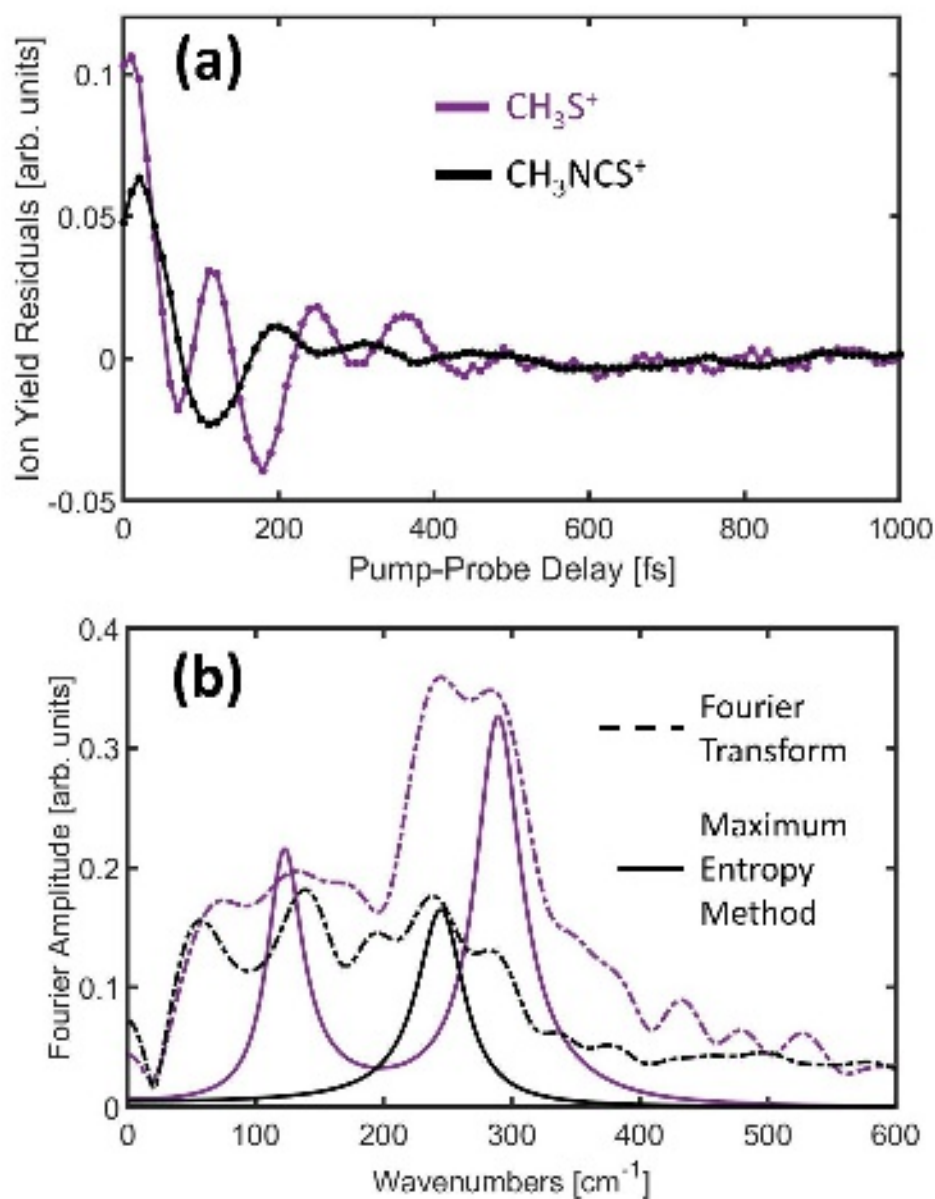 (a)
Ion Yield Residuals [arb. units]
0.1
0.05
0
-0.05
CH₃S⁺
CH₃NCS⁺
0 200 400 600 800 1000
Pump-Probe Delay [fs]
(b)
Fourier Amplitude [arb. units]
0.4
0.3
0.2
0.1
0
Fourier
Transform
Maximum
Entropy
Method
0 100 200 300 400 500 600
Wavenumbers [cm⁻¹]